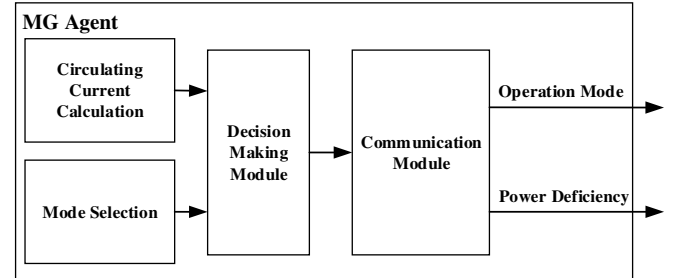 MG Agent
Circulating
Current
Calculation
Mode Selection
Decision
Making
Module
Communication
Module
Operation Mode
Power Deficiency